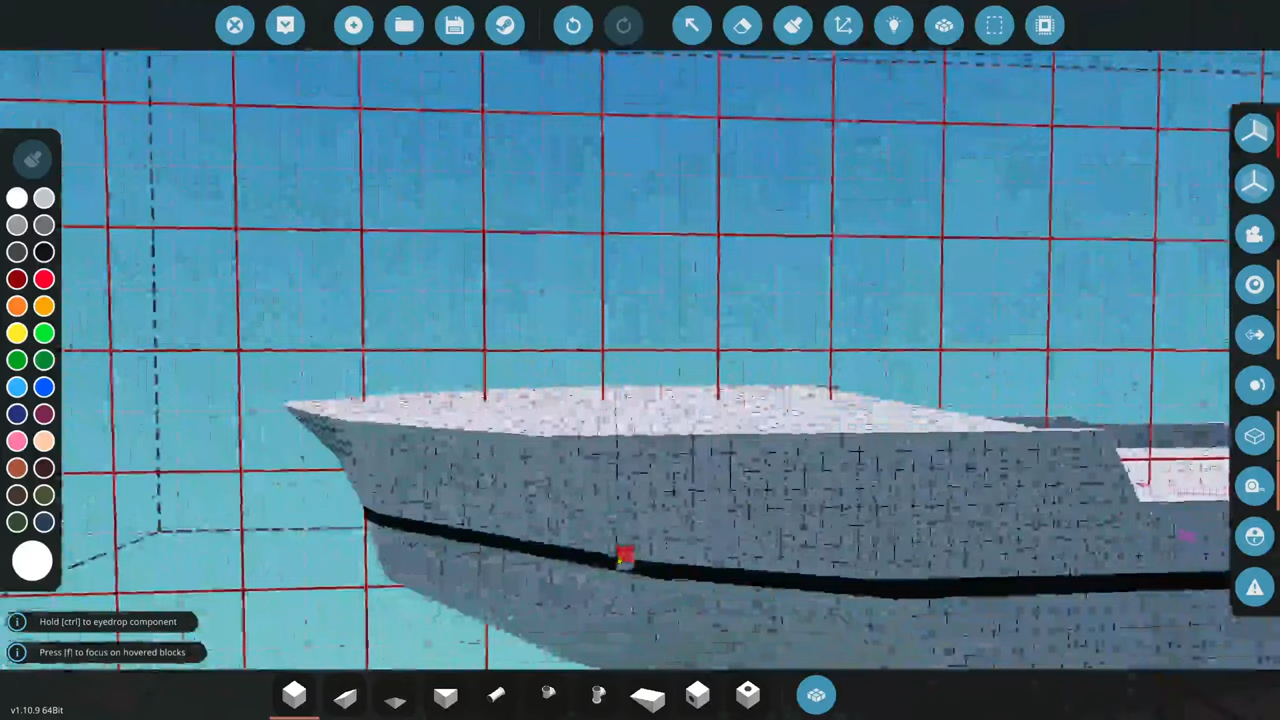 Hold [ctrl] to eyedrop component
Press [f] to focus on hovered blocks
v1.10.9 64Bit